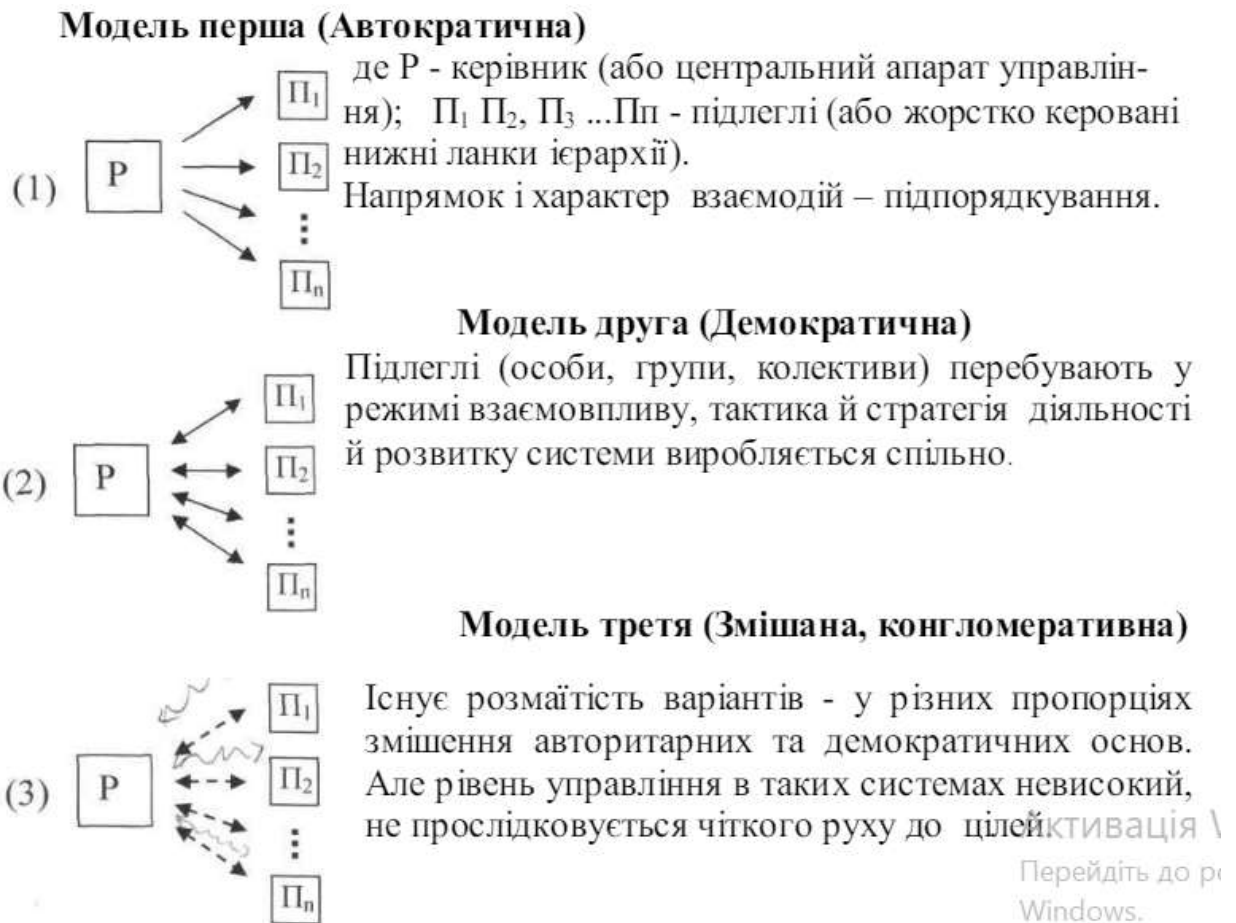 Модель перша (Автократична)
де Р - керівник (або центральний апарат управлін-
ня); П₁ П₂, П₃ ...Пп - підлеглі (або жорстко керовані
нижні ланки ієрархії).
Напрямок і характер взаємодій – підпорядкування.
(1)
Р
П₁
П₂
⋮
Пₙ
Модель друга (Демократична)
Підлеглі (особи, групи, колективи) перебувають у
режимі взаємовпливу, тактика й стратегія діяльності
й розвитку системи виробляється спільно.
(2)
Р
П₁
П₂
⋮
Пₙ
Модель третя (Змішана, конгломеративна)
Існує розмаїтість варіантів - у різних пропорціях
змішення авторитарних та демократичних основ.
Але рівень управління в таких системах невисокий,
не прослідковується чіткого руху до цілей.
(3)
Р
П₁
П₂
⋮
Пₙ
Активація
Перейдіть до
Windows.